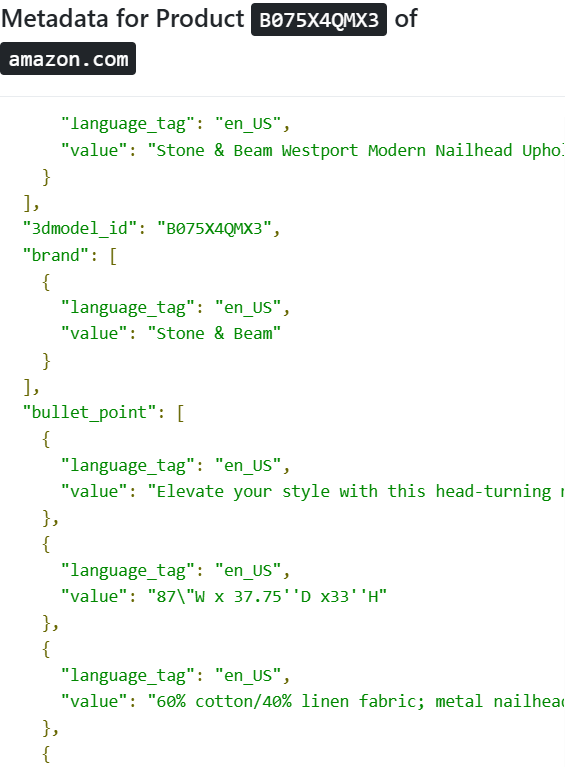 Metadata for Product B075X4QMX3 of
amazon.com
"language_tag": "en_US",
"value": "Stone & Beam Westport Modern Nailhead
}
],
"3dmodel_id": "B075X4QMX3",
"brand": [
{
"language_tag": "en_US",
"value": "Stone & Beam"
}
],
"bullet_point": [
{
"language_tag": "en_US",
"value": "Elevate your style with this head-turning
},
{
"language_tag": "en_US",
"value": "87\"W x 37.75''D x33''H"
},
{
"language_tag": "en_US",
"value": "60% cotton/40% linen fabric; metal nailhead
},
{